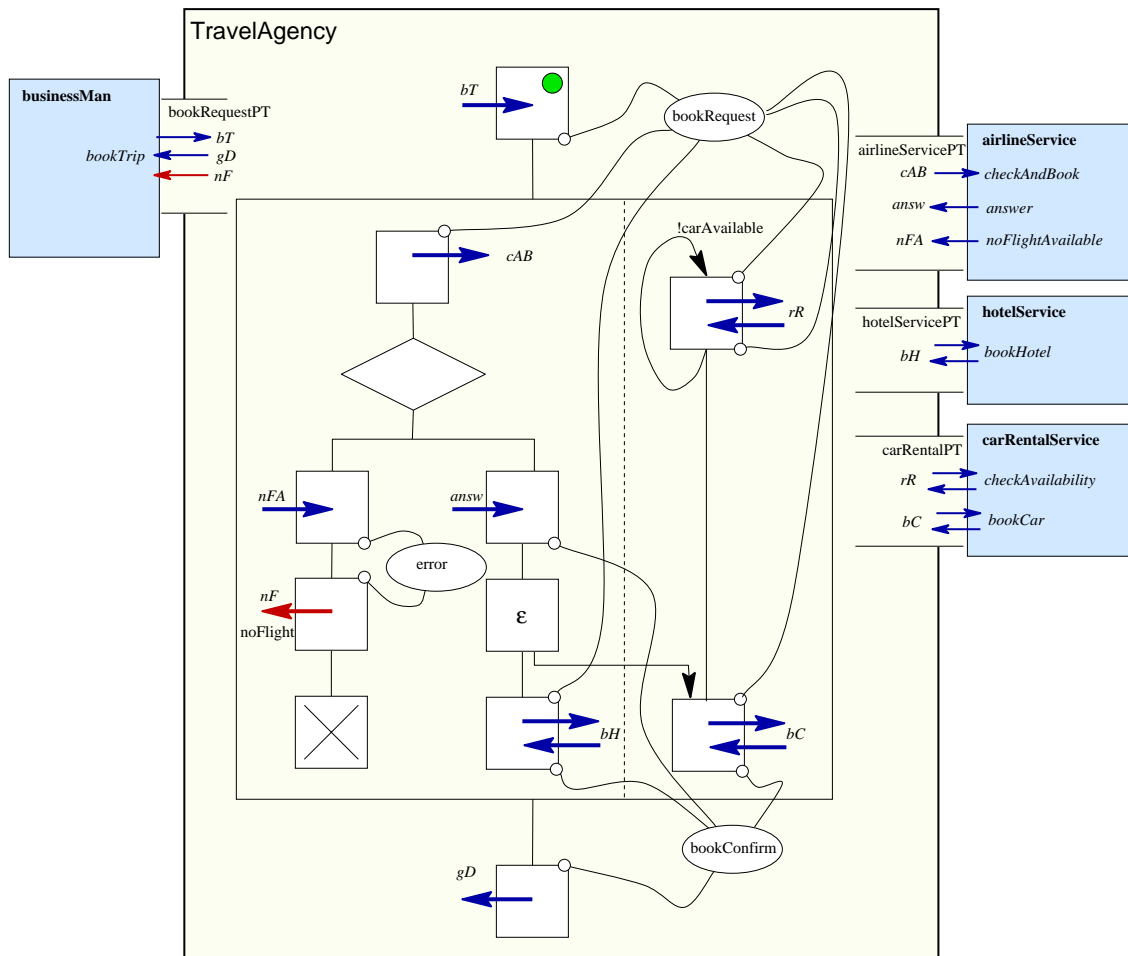 TravelAgency
businessMan
bookRequestPT
bT
bookTrip
gD
nF
bT
bookRequest
airlineService
airlineServicePT
cAB
checkAndBook
answ
answer
nFA
noFlightAvailable
cAB
!carAvailable
rR
hotelService
hotelServicePT
bH
bookHotel
carRentalService
carRentalPT
rR
checkAvailability
bC
bookCar
nFA
answ
error
nF
noFlight
ε
bH
bC
bookConfirm
gD